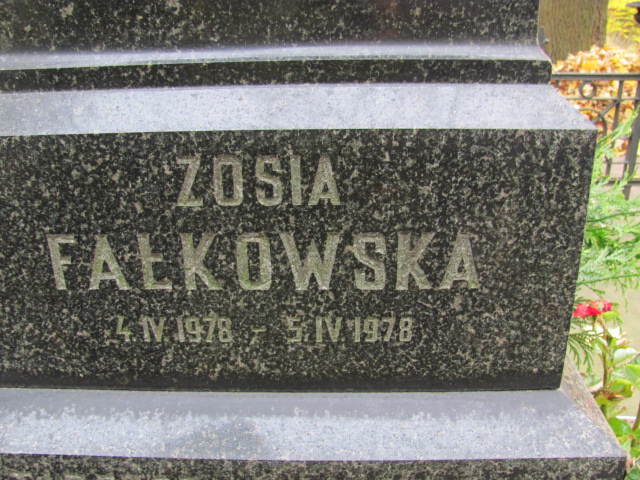 ZOSIA
FAŁKOWSKA
4 IV 1978 – 5.IV 1978